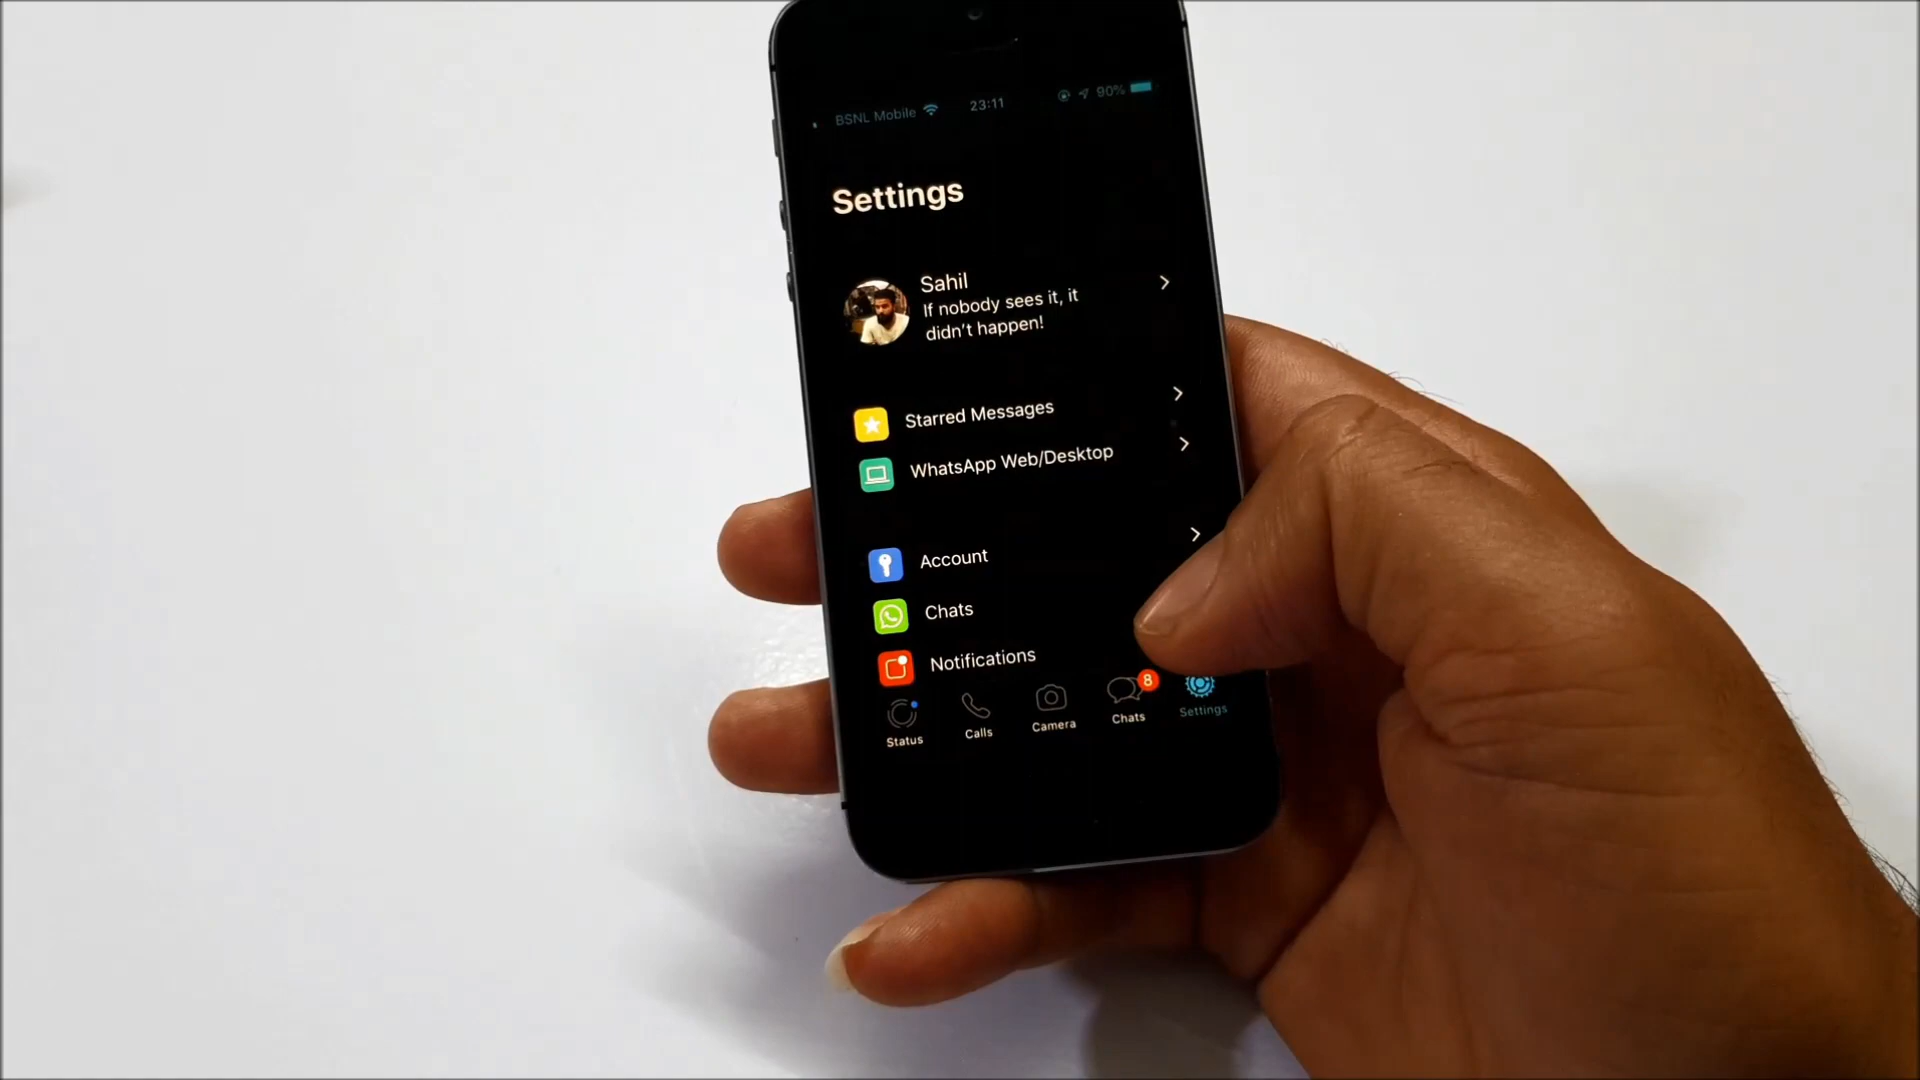 BSNL Mobile 23:11 90%
Settings
Sahil
If nobody sees it, it
didn't happen!
Starred Messages
WhatsApp Web/Desktop
Account
Chats
Notifications
8
Status Calls Camera Chats Settings